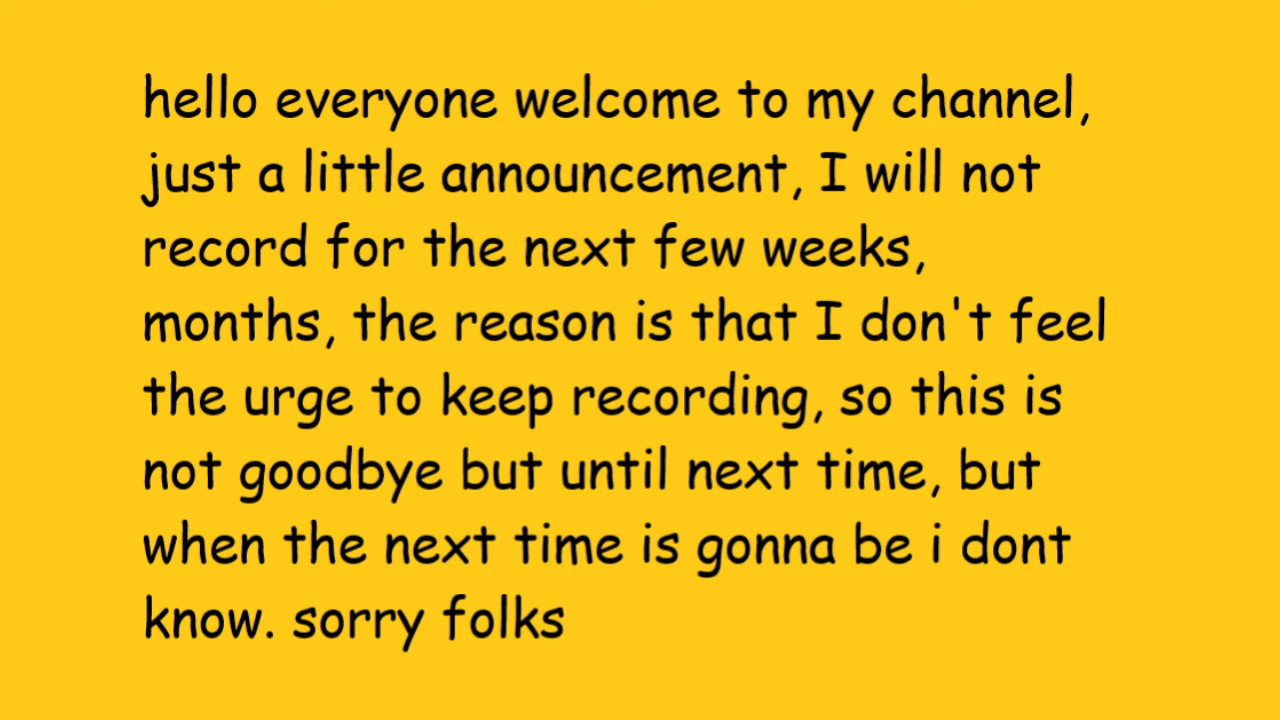 hello everyone welcome to my channel,
just a little announcement, I will not
record for the next few weeks,
months, the reason is that I don't feel
the urge to keep recording, so this is
not goodbye but until next time, but
when the next time is gonna be i dont
know. sorry folks